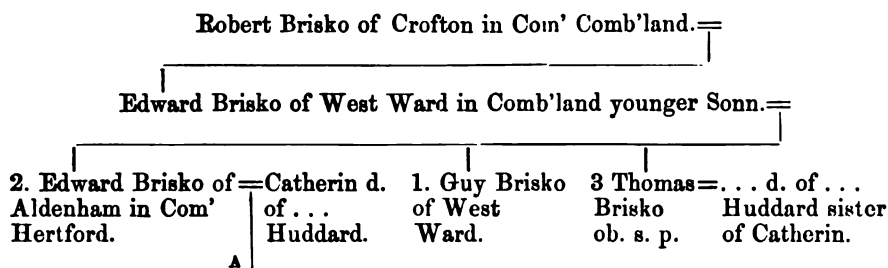 Robert Brisko of Crofton in Com' Comb'land.=
Edward Brisko of West Ward in Comb'land younger Sonn.=
2. Edward Brisko of=Catherin d. 1. Guy Brisko 3 Thomas=... d. of ...
Aldenham in Com' of ... of West Brisko Huddard sister
Hertford. Huddard. Ward. ob. s. p. of Catherin.
A